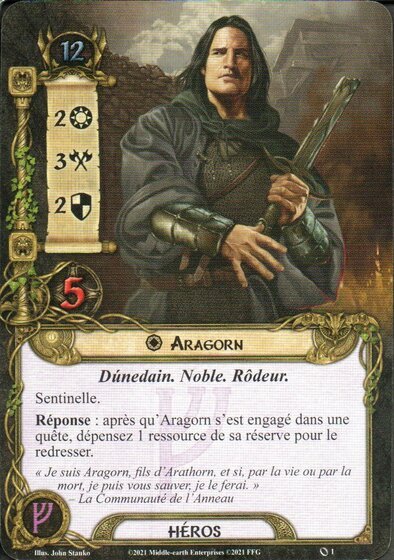 12
2
3
2
5
Aragorn
Dúnedain. Noble. Rôdeur.
Sentinelle.
Réponse : après qu'Aragorn s'est engagé dans une
quête, dépensez 1 ressource de sa réserve pour le
redresser.
« Je suis Aragorn, fils d'Arathorn, et si, par la vie ou par la
mort, je puis vous sauver, je le ferai. »
– La Communauté de l'Anneau
HÉROS
Illus. John Stanko
©2021 Middle-earth Enterprises ©2021 FFG
1